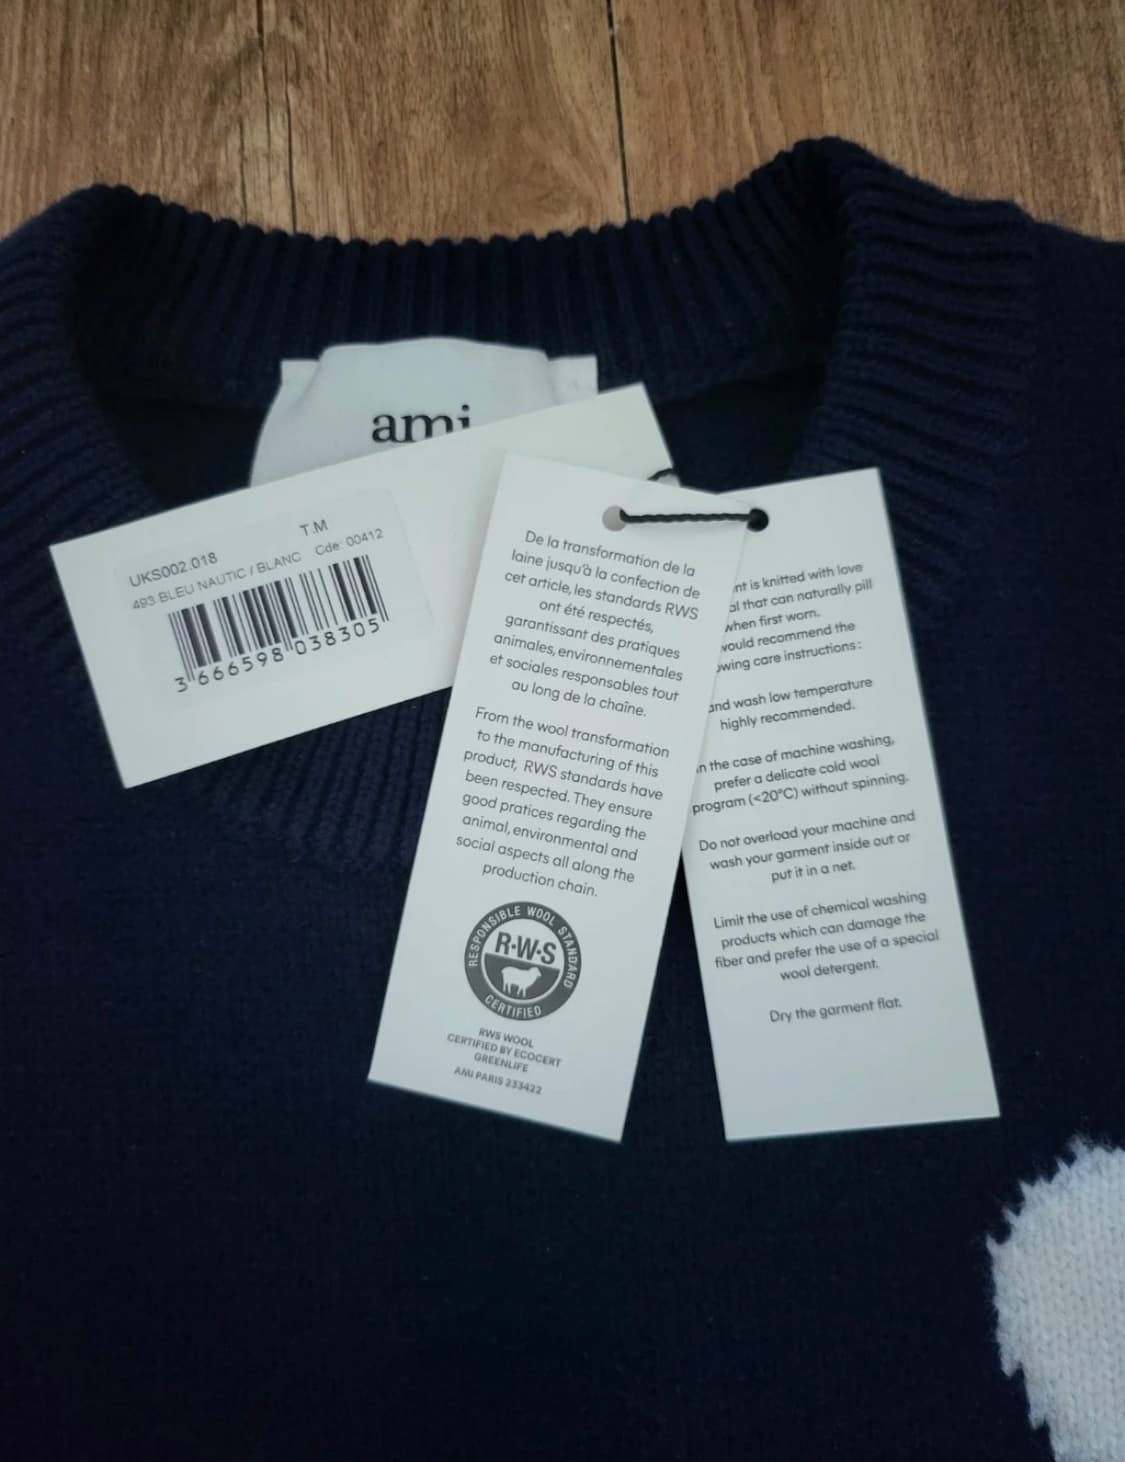 ami
T.M
UKS002.018
493 BLEU NAUTIC / BLANC Cde: 00412
3 666598 038305
De la transformation de la
laine jusqu'à la confection de
cet article, les standards RWS
ont été respectés,
garantissant des pratiques
animales, environnementales
et sociales responsables tout
au long de la chaîne.
From the wool transformation
to the manufacturing of this
product, RWS standards have
been respected. They ensure
good pratices regarding the
animal, environmental and
social aspects all along the
production chain.
RESPONSIBLE WOOL STANDARD
R·W·S
CERTIFIED
RWS WOOL
CERTIFIED BY ECOCERT
GREENLIFE
AMI PARIS 233422
nt is knitted with love
al that can naturally pill
when first worn.
would recommend the
owing care instructions:
and wash low temperature
highly recommended.
n the case of machine washing,
prefer a delicate cold wool
program (<20°C) without spinning.
Do not overload your machine and
wash your garment inside out or
put it in a net.
Limit the use of chemical washing
products which can damage the
fiber and prefer the use of a special
wool detergent.
Dry the garment flat.